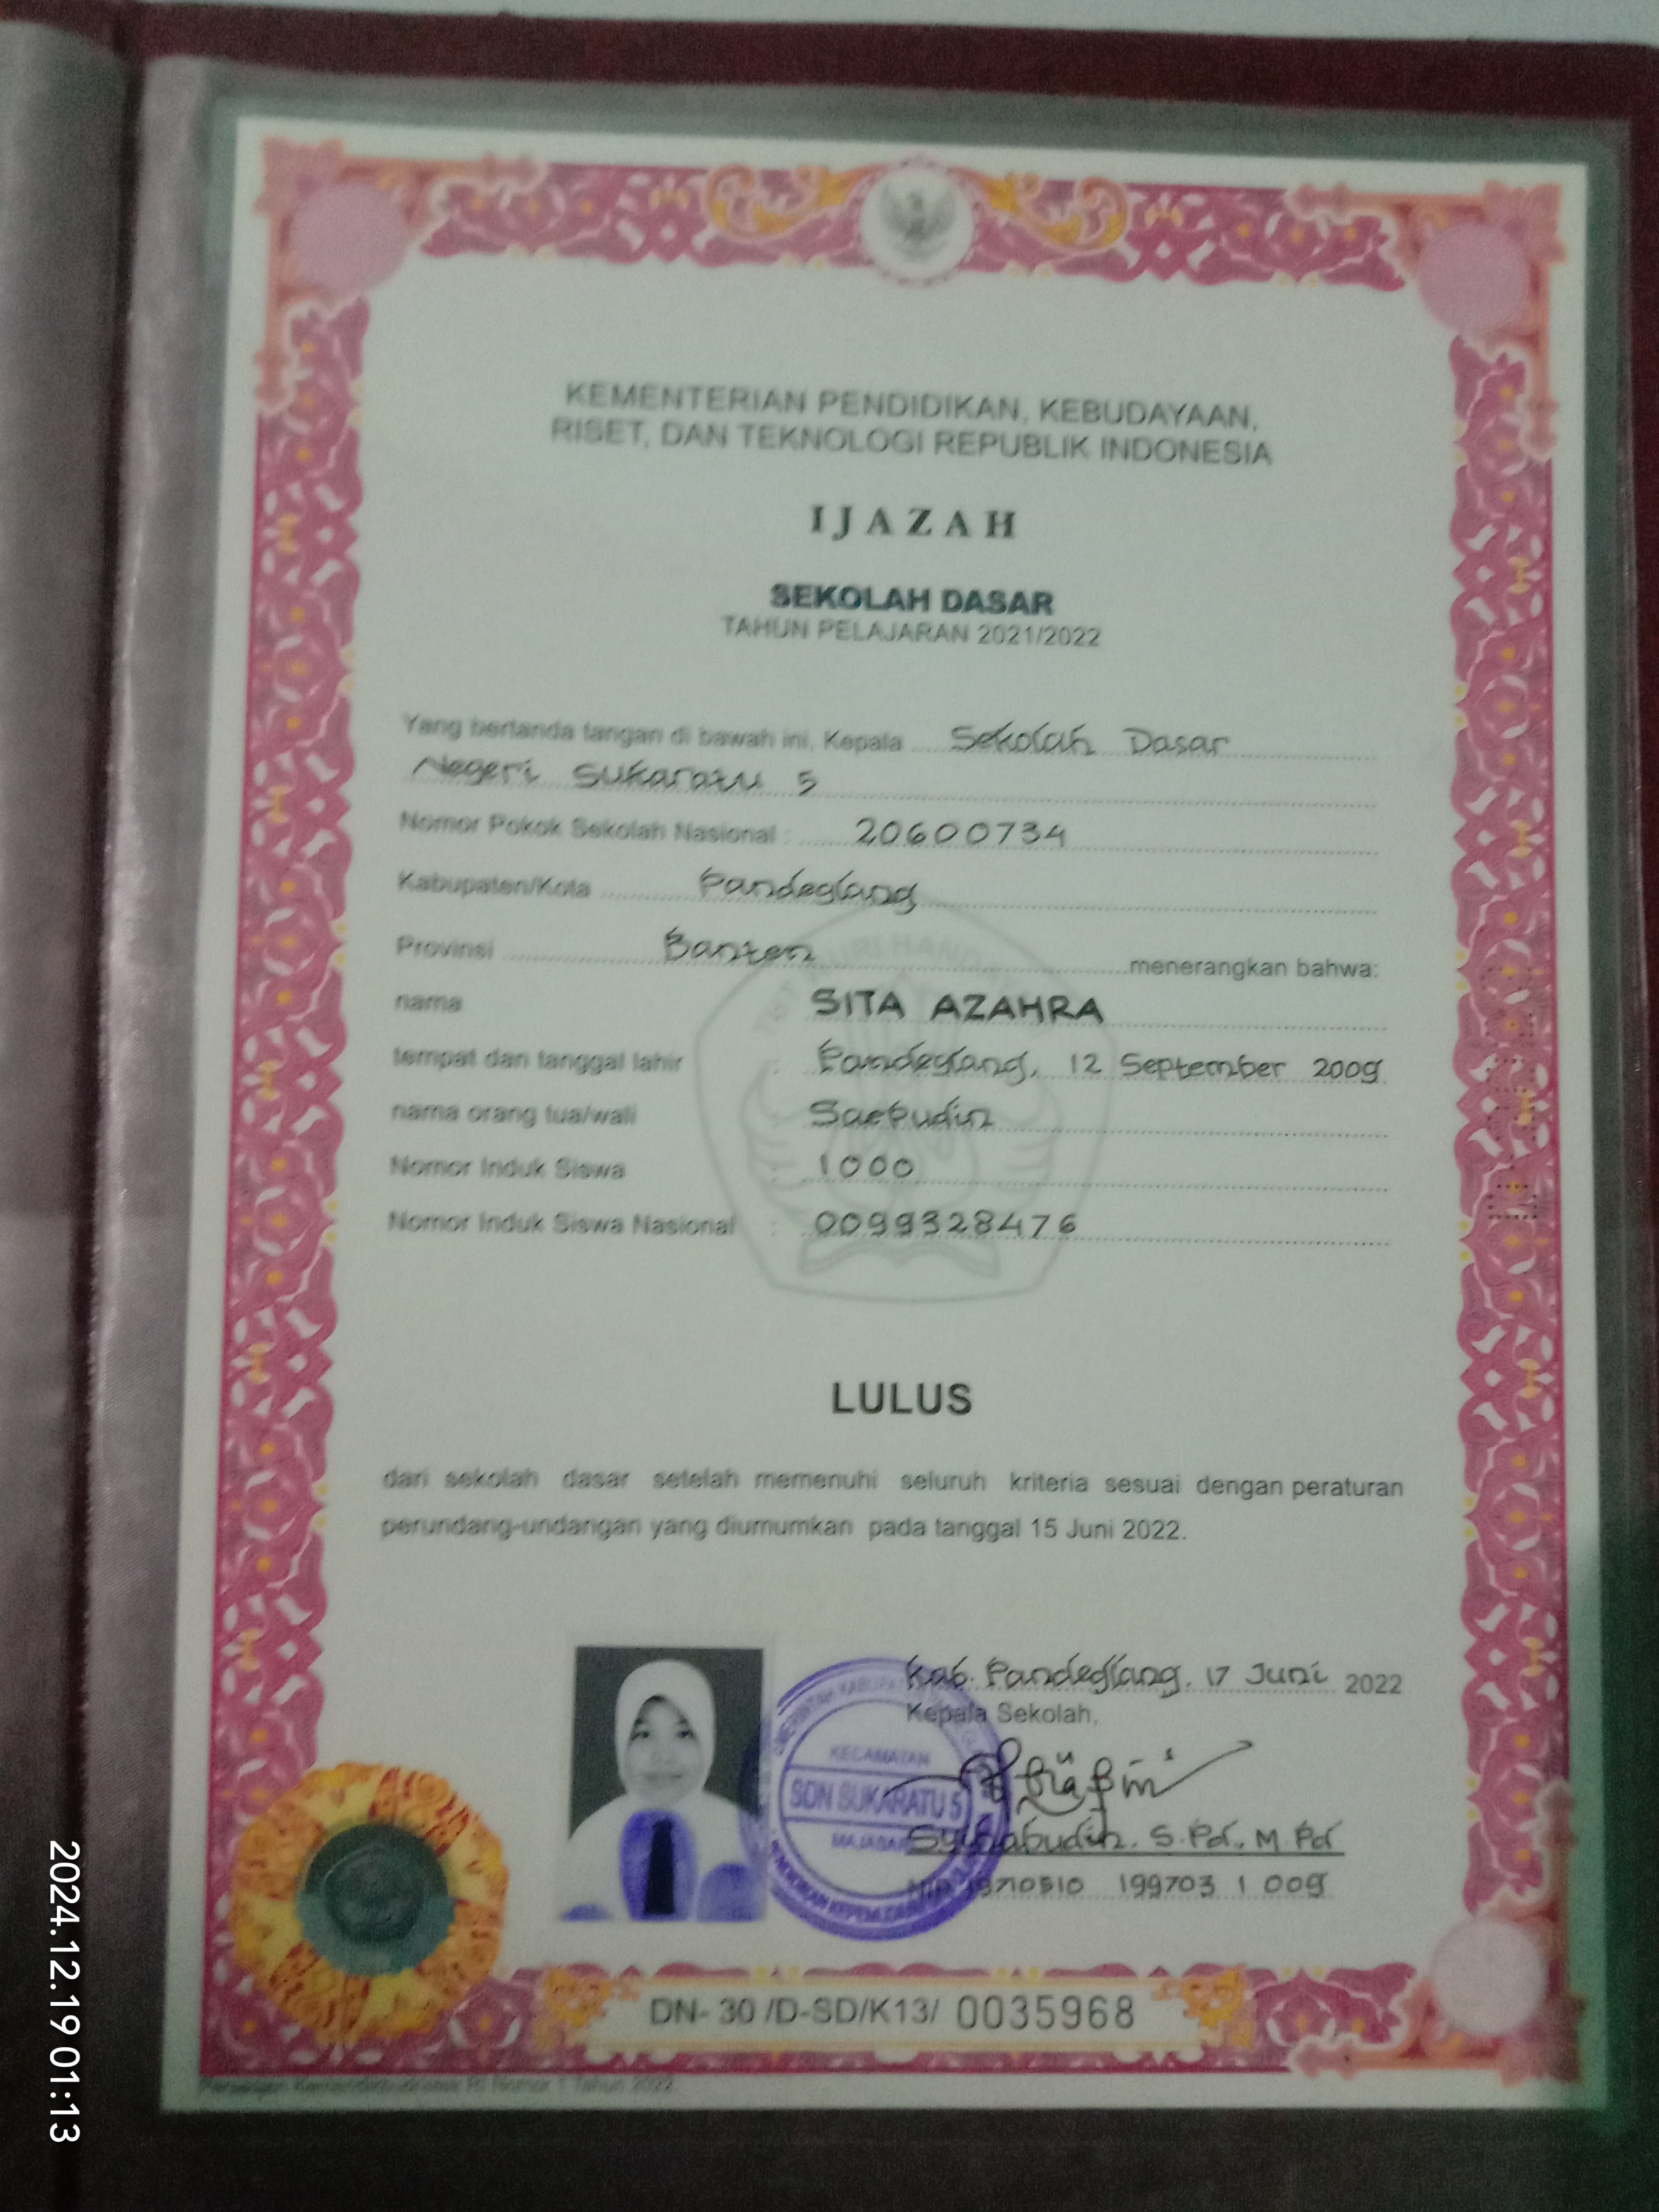 KEMENTERIAN PENDIDIKAN, KEBUDAYAAN,
RISET, DAN TEKNOLOGI REPUBLIK INDONESIA
IJAZAH
SEKOLAH DASAR
TAHUN PELAJARAN 2021/2022
Yang bertanda tangan di bawah ini, Kepala Sekolah Dasar
Negeri Sukaratu 5
Nomor Pokok Sekolah Nasional : 20600734
Kabupaten/Kota Pandeglang
Provinsi Banten menerangkan bahwa:
nama : SITA AZAHRA
tempat dan tanggal lahir : Pandeglang, 12 September 2009
nama orang tua/wali : Saepudin
Nomor Induk Siswa : 1000
Nomor Induk Siswa Nasional : 0099328476
LULUS
dari sekolah dasar setelah memenuhi seluruh kriteria sesuai dengan peraturan
perundang-undangan yang diumumkan pada tanggal 15 Juni 2022.
Kab. Pandeglang, 17 Juni 2022
Kepala Sekolah,
KECAMATAN
SDN SUKARATU 5
S.Pd., M.Pd
NIP 199703 1 009
DN- 30 /D-SD/K13/ 0035968
2024.12.19 01:13